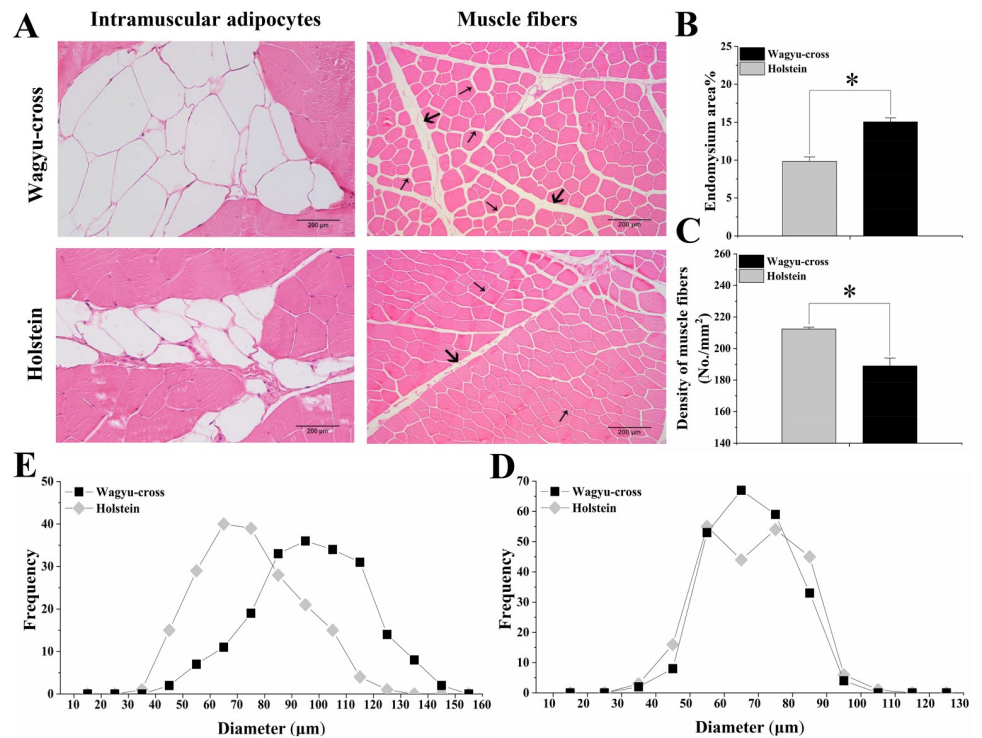 A
Intramuscular adipocytes
Muscle fibers
Wagyu-cross
200 μm
200 μm
Holstein
200 μm
200 μm
B
Endomysium area%
25
20
15
10
5
0
Wagyu-cross
Holstein
*
C
Density of muscle fibers
(No./mm²)
260
240
220
200
180
160
140
Wagyu-cross
Holstein
*
E
Frequency
50
40
30
20
10
0
Wagyu-cross
Holstein
10 20 30 40 50 60 70 80 90 100 110 120 130 140 150 160
Diameter (μm)
D
Frequency
70
60
50
40
30
20
10
0
Wagyu-cross
Holstein
10 20 30 40 50 60 70 80 90 100 110 120 130
Diameter (μm)